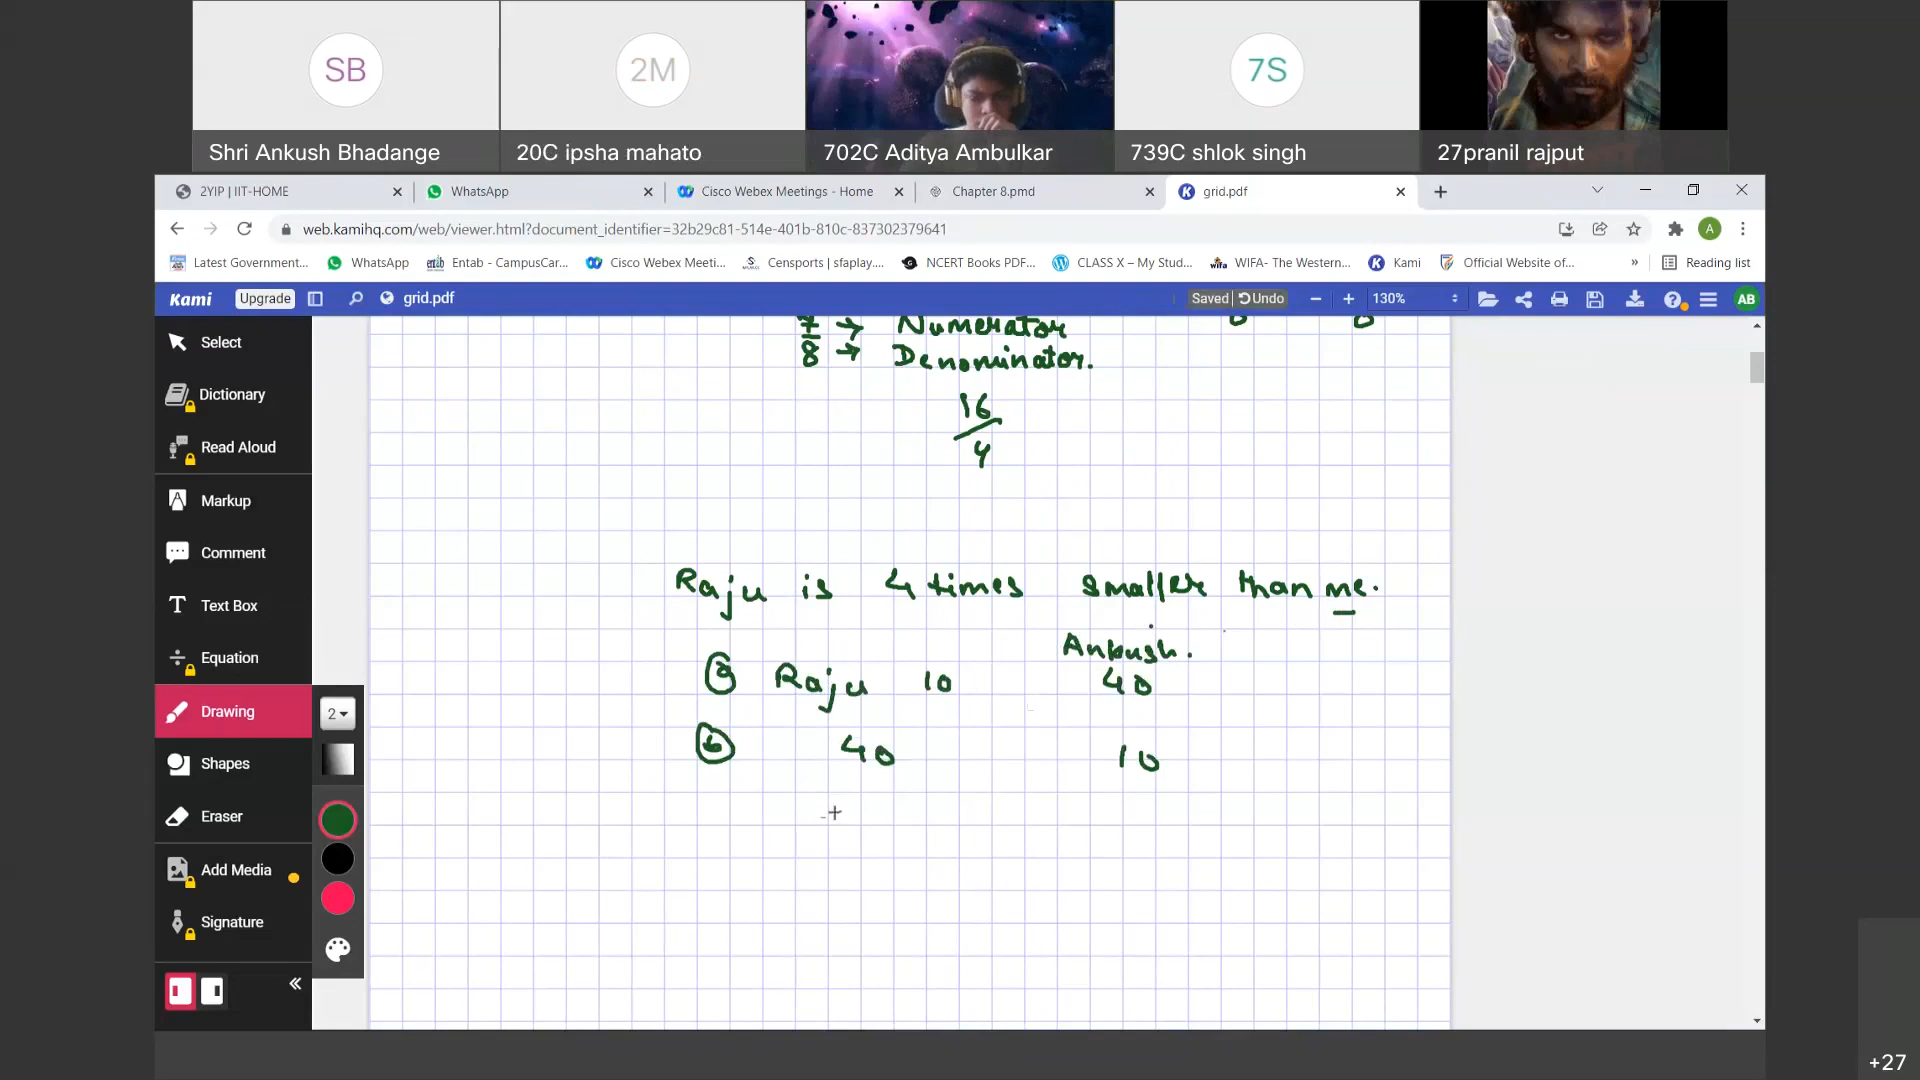 SB
2M
7S
Shri Ankush Bhadange
20C ipsha mahato
702C Aditya Ambulkar
739C shlok singh
27pranil rajput
2YIP | IIT-HOME
WhatsApp
Cisco Webex Meetings - Home
Chapter 8.pmd
grid.pdf
web.kamihq.com/web/viewer.html?document_identifier=32b29c81-514e-401b-810c-837302379641
A
Latest Government...
WhatsApp
Entab - CampusCar...
Cisco Webex Meeti...
Censports | sfaplay....
NCERT Books PDF...
CLASS X – My Stud...
WIFA- The Western...
Kami
Official Website of...
»
Reading list
Kami
Upgrade
grid.pdf
Saved
Undo
130%
AB
Select
Dictionary
Read Aloud
Markup
Comment
Text Box
Equation
Drawing
2
Shapes
Eraser
Add Media
Signature
7 → Numerator
8 → Denominator.
16
4
Raju is 4 times smaller than me.
Ankush.
a Raju 10 40
b 40 10
+27